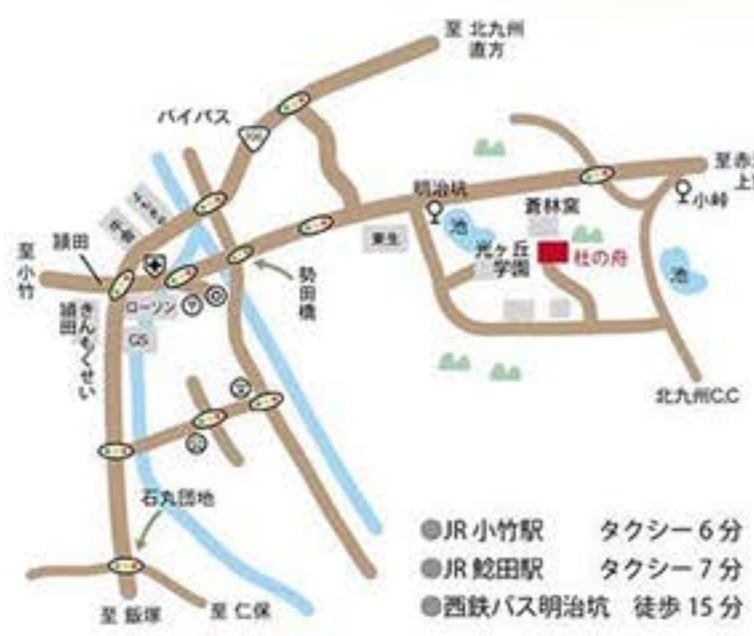 至 北九州
直方
バイパス
200
至赤
上
明治坑
小峠
蒼林窯
池
東生
光ヶ丘
学園
杜の舟
池
頴田
至
小
竹
勢
田
橋
ローソン
きんもくせい
頴田
GS
北九州C.C
石丸団地
至 飯塚
至 仁保
●JR 小竹駅 タクシー 6 分
●JR 鯰田駅 タクシー 7 分
●西鉄バス明治坑 徒歩 15 分